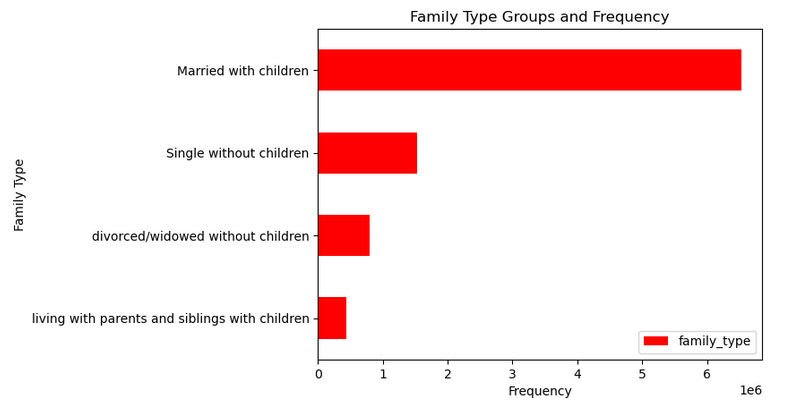 Family Type Groups and Frequency
Family Type
Married with children
Single without children
divorced/widowed without children
living with parents and siblings with children
family_type
0 1 2 3 4 5 6
1e6
Frequency